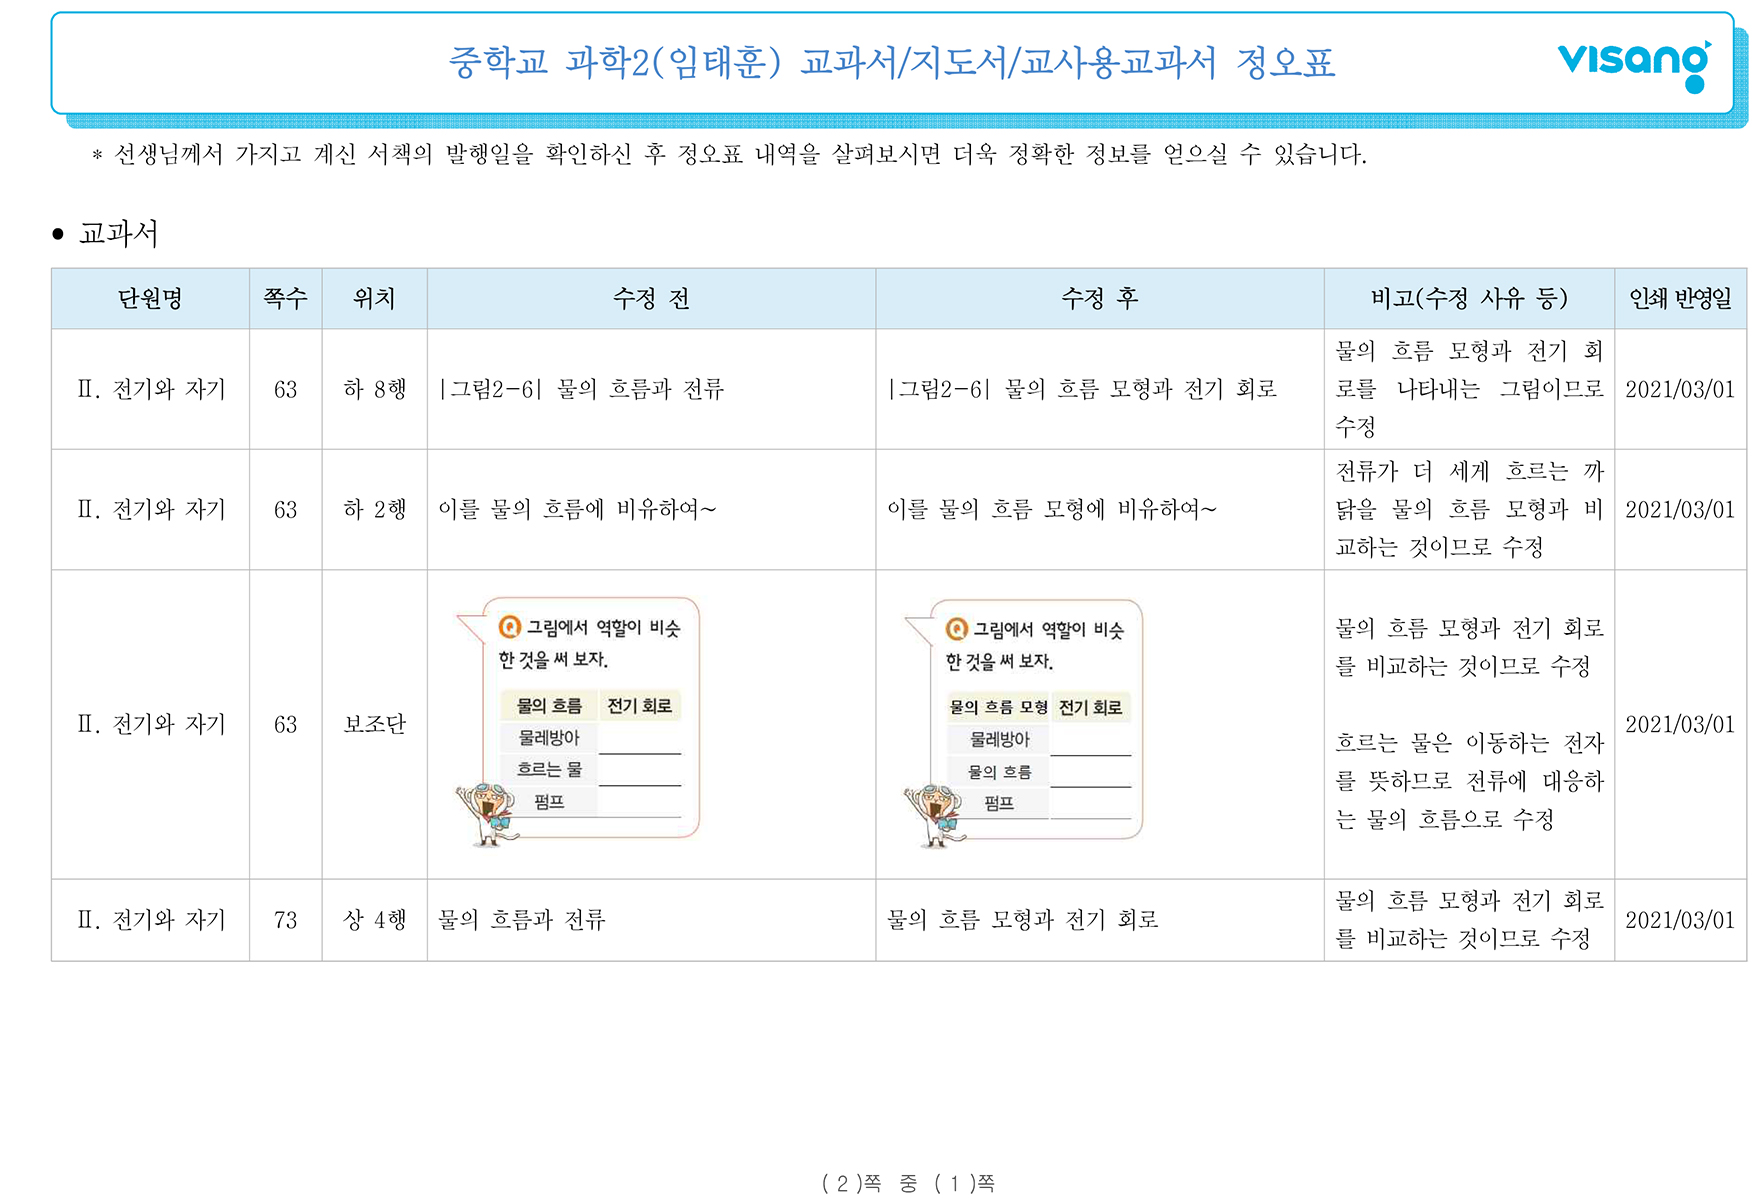 중학교 과학2(임태훈) 교과서/지도서/교사용교과서 정오표
visang
* 선생님께서 가지고 계신 서책의 발행일을 확인하신 후 정오표 내역을 살펴보시면 더욱 정확한 정보를 얻으실 수 있습니다.
● 교과서
단원명 쪽수 위치 수정 전 수정 후 비고(수정 사유 등) 인쇄 반영일
Ⅱ. 전기와 자기 63 하 8행 |그림2-6| 물의 흐름과 전류 |그림2-6| 물의 흐름 모형과 전기 회로
물의 흐름 모형과 전기 회
로를 나타내는 그림이므로
수정
2021/03/01
Ⅱ. 전기와 자기 63 하 2행 이를 물의 흐름에 비유하여~ 이를 물의 흐름 모형에 비유하여~
전류가 더 세게 흐르는 까
닭을 물의 흐름 모형과 비
교하는 것이므로 수정
2021/03/01
Ⅱ. 전기와 자기 63 보조단
Q 그림에서 역할이 비슷
한 것을 써 보자.
물의 흐름 전기 회로
물레방아
흐르는 물
펌프
Q 그림에서 역할이 비슷
한 것을 써 보자.
물의 흐름 모형 전기 회로
물레방아
물의 흐름
펌프
물의 흐름 모형과 전기 회로
를 비교하는 것이므로 수정
흐르는 물은 이동하는 전자
를 뜻하므로 전류에 대응하
는 물의 흐름으로 수정
2021/03/01
Ⅱ. 전기와 자기 73 상 4행 물의 흐름과 전류 물의 흐름 모형과 전기 회로
물의 흐름 모형과 전기 회로
를 비교하는 것이므로 수정
2021/03/01
( 2 )쪽 중 ( 1 )쪽